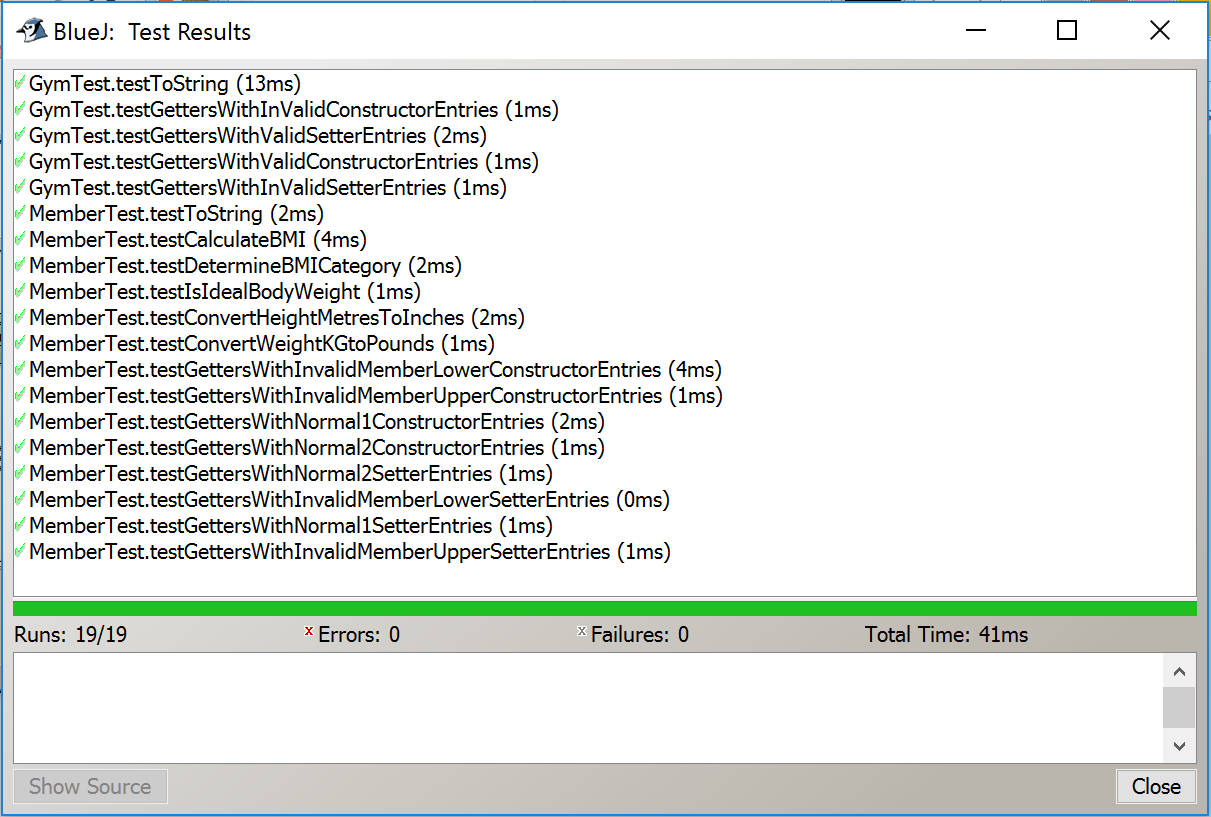 BlueJ: Test Results
GymTest.testToString (13ms)
GymTest.testGettersWithInValidConstructorEntries (1ms)
GymTest.testGettersWithValidSetterEntries (2ms)
GymTest.testGettersWithValidConstructorEntries (1ms)
GymTest.testGettersWithInValidSetterEntries (1ms)
MemberTest.testToString (2ms)
MemberTest.testCalculateBMI (4ms)
MemberTest.testDetermineBMICategory (2ms)
MemberTest.testIsIdealBodyWeight (1ms)
MemberTest.testConvertHeightMetresToInches (2ms)
MemberTest.testConvertWeightKGtoPounds (1ms)
MemberTest.testGettersWithInvalidMemberLowerConstructorEntries (4ms)
MemberTest.testGettersWithInvalidMemberUpperConstructorEntries (1ms)
MemberTest.testGettersWithNormal1ConstructorEntries (2ms)
MemberTest.testGettersWithNormal2ConstructorEntries (1ms)
MemberTest.testGettersWithNormal2SetterEntries (1ms)
MemberTest.testGettersWithInvalidMemberLowerSetterEntries (0ms)
MemberTest.testGettersWithNormal1SetterEntries (1ms)
MemberTest.testGettersWithInvalidMemberUpperSetterEntries (1ms)
Runs: 19/19 x Errors: 0 x Failures: 0 Total Time: 41ms
Show Source Close